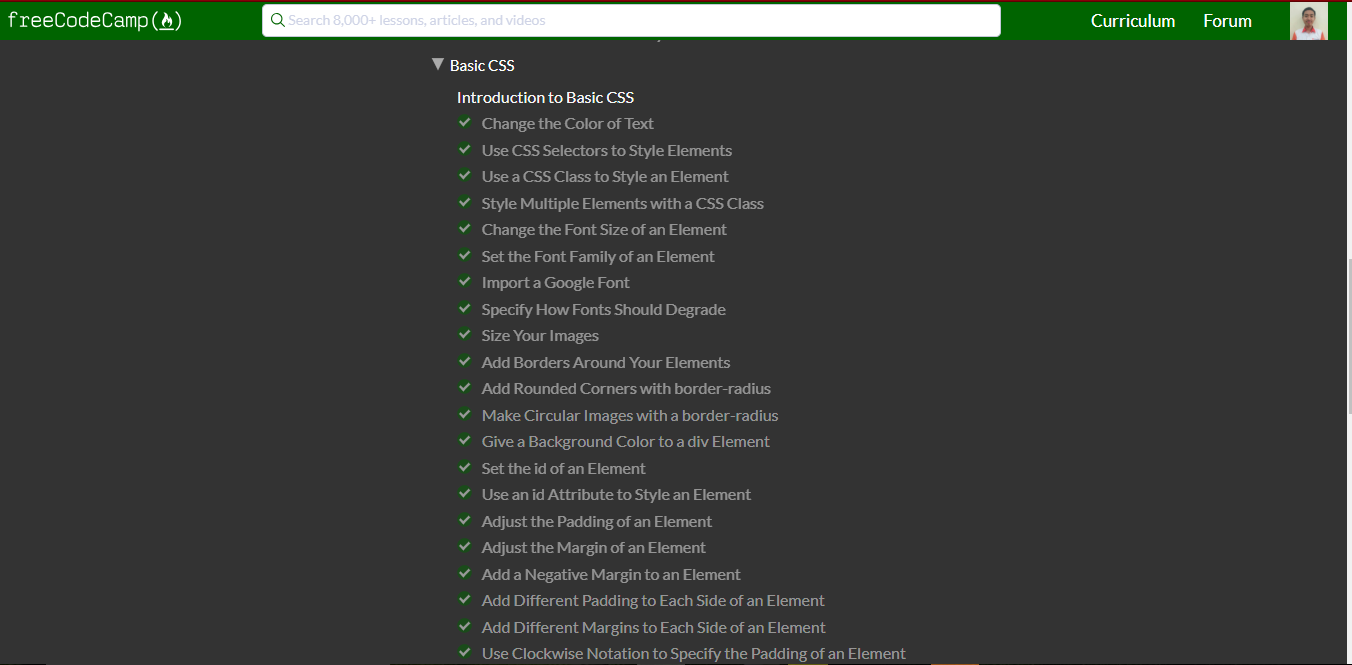 freeCodeCamp
Search 8,000+ lessons, articles, and videos
Curriculum
Forum
Basic CSS
Introduction to Basic CSS
Change the Color of Text
Use CSS Selectors to Style Elements
Use a CSS Class to Style an Element
Style Multiple Elements with a CSS Class
Change the Font Size of an Element
Set the Font Family of an Element
Import a Google Font
Specify How Fonts Should Degrade
Size Your Images
Add Borders Around Your Elements
Add Rounded Corners with border-radius
Make Circular Images with a border-radius
Give a Background Color to a div Element
Set the id of an Element
Use an id Attribute to Style an Element
Adjust the Padding of an Element
Adjust the Margin of an Element
Add a Negative Margin to an Element
Add Different Padding to Each Side of an Element
Add Different Margins to Each Side of an Element
Use Clockwise Notation to Specify the Padding of an Element